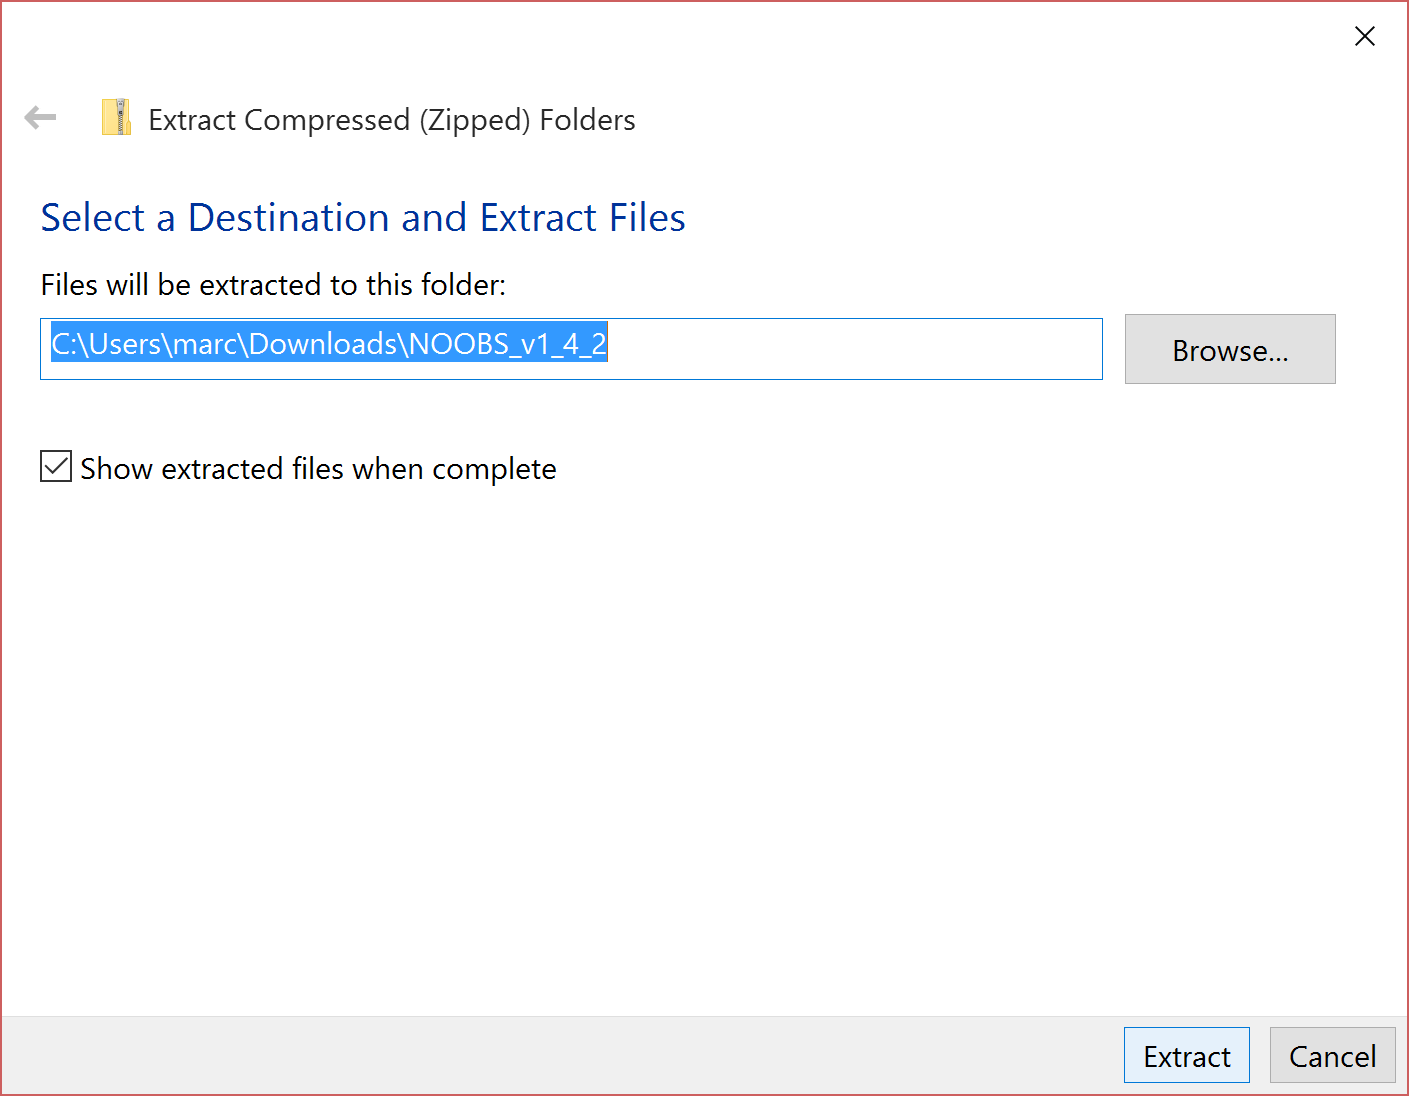 Extract Compressed (Zipped) Folders
Select a Destination and Extract Files
Files will be extracted to this folder:
C:\Users\marc\Downloads\NOOBS_v1_4_2
Browse...
Show extracted files when complete
Extract
Cancel